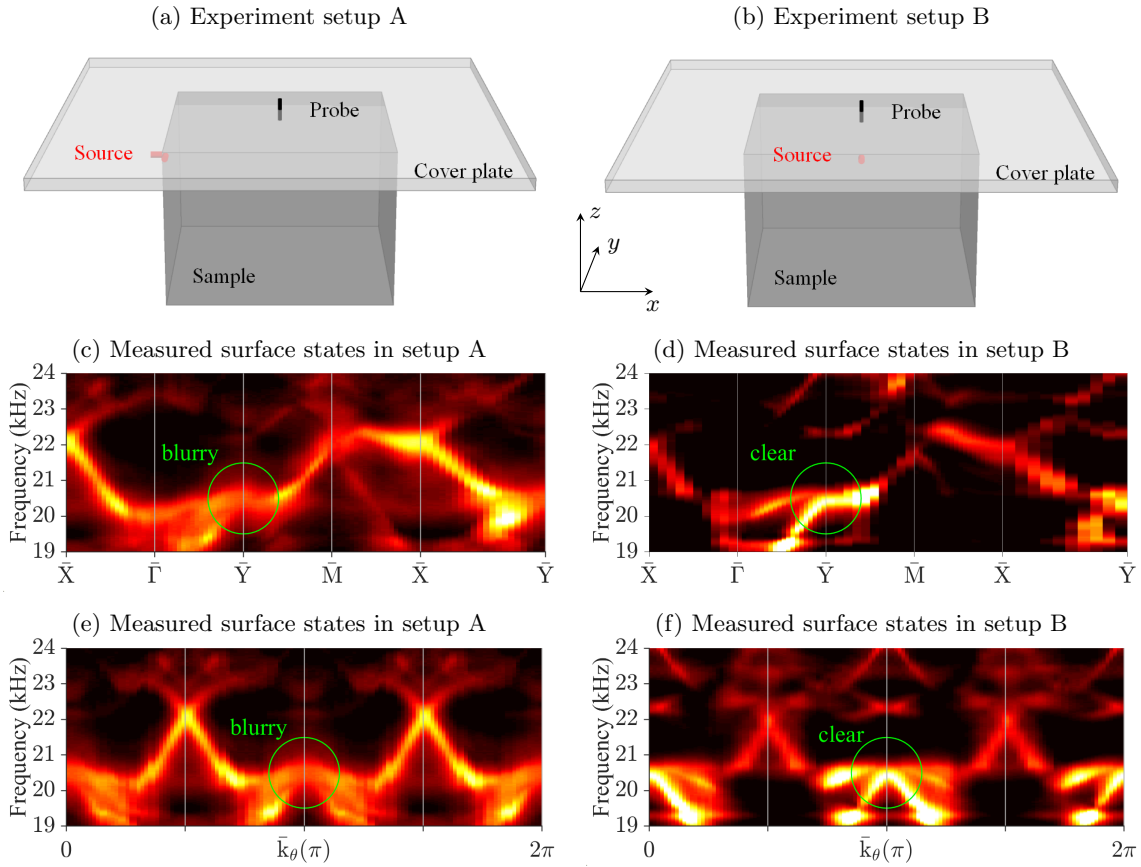 (a) Experiment setup A
(b) Experiment setup B
Probe
Source
Cover plate
Sample
Probe
Source
Cover plate
Sample
z
y
x
(c) Measured surface states in setup A
(d) Measured surface states in setup B
Frequency (kHz)
24
23
22
21
20
19
blurry
X̄ Γ̄ Ȳ M̄ X̄ Ȳ
Frequency (kHz)
24
23
22
21
20
19
clear
X̄ Γ̄ Ȳ M̄ X̄ Ȳ
(e) Measured surface states in setup A
(f) Measured surface states in setup B
Frequency (kHz)
24
23
22
21
20
19
blurry
0 k̄θ(π) 2π
Frequency (kHz)
24
23
22
21
20
19
clear
0 k̄θ(π) 2π